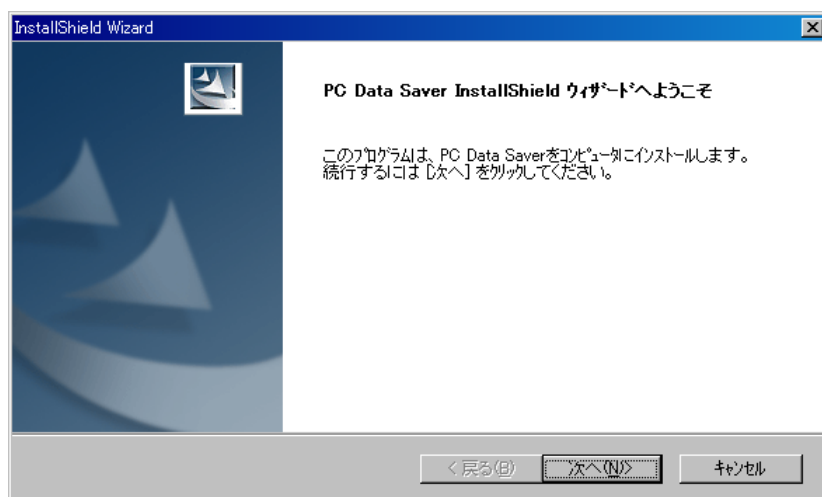 InstallShield Wizard
PC Data Saver InstallShield ウィザードへようこそ
このプログラムは、PC Data Saverをコンピュータにインストールします。
続行するには [次へ] をクリックしてください。
< 戻る(B)
次へ(N)>
キャンセル